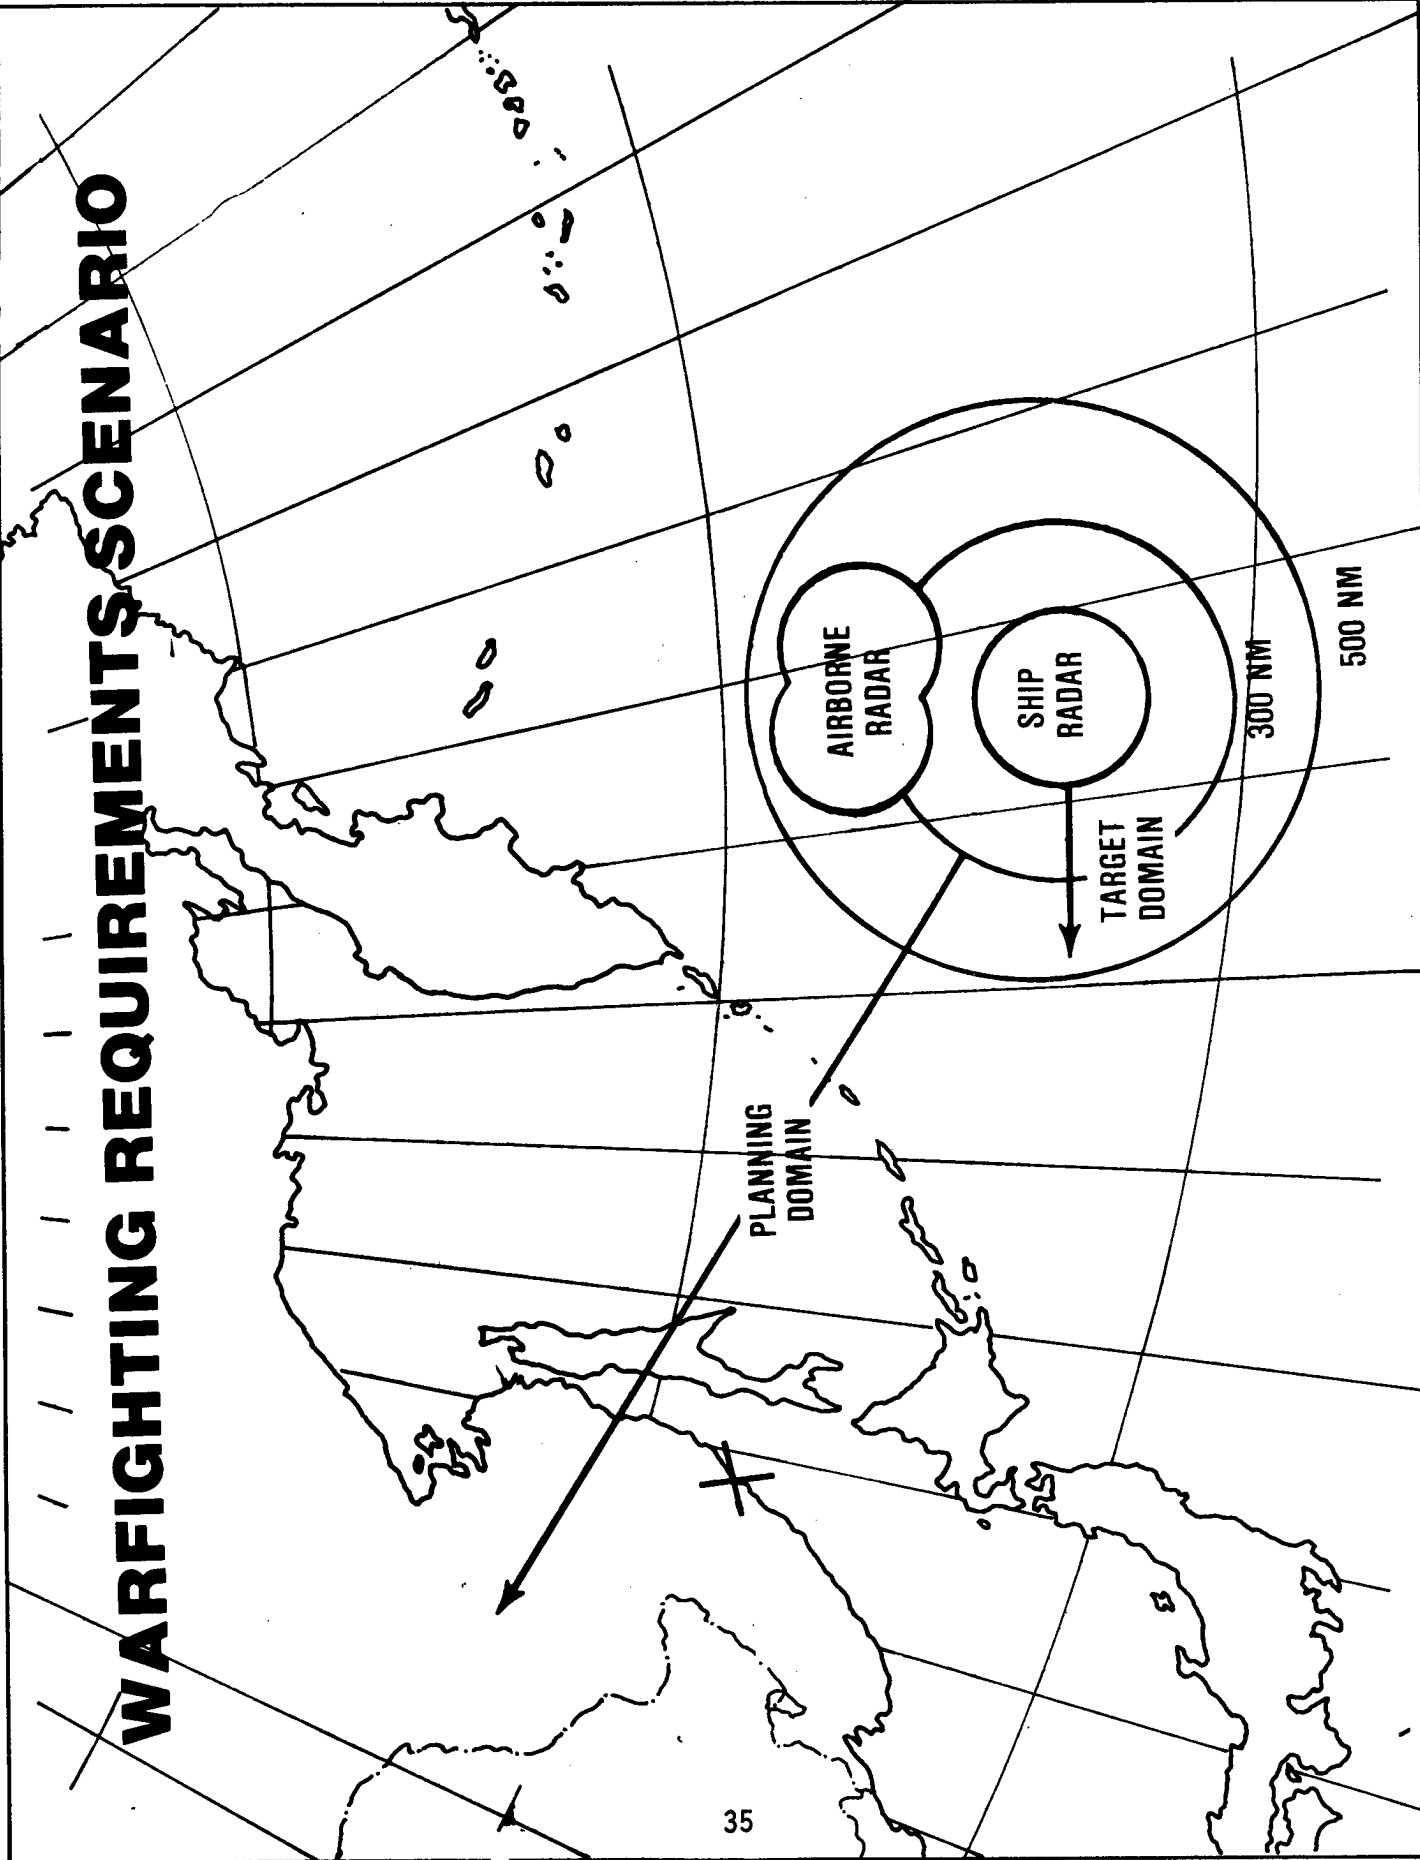 WARFIGHTING REQUIREMENTS SCENARIO
PLANNING
DOMAIN
AIRBORNE
RADAR
SHIP
RADAR
TARGET
DOMAIN
300 NM
500 NM
35